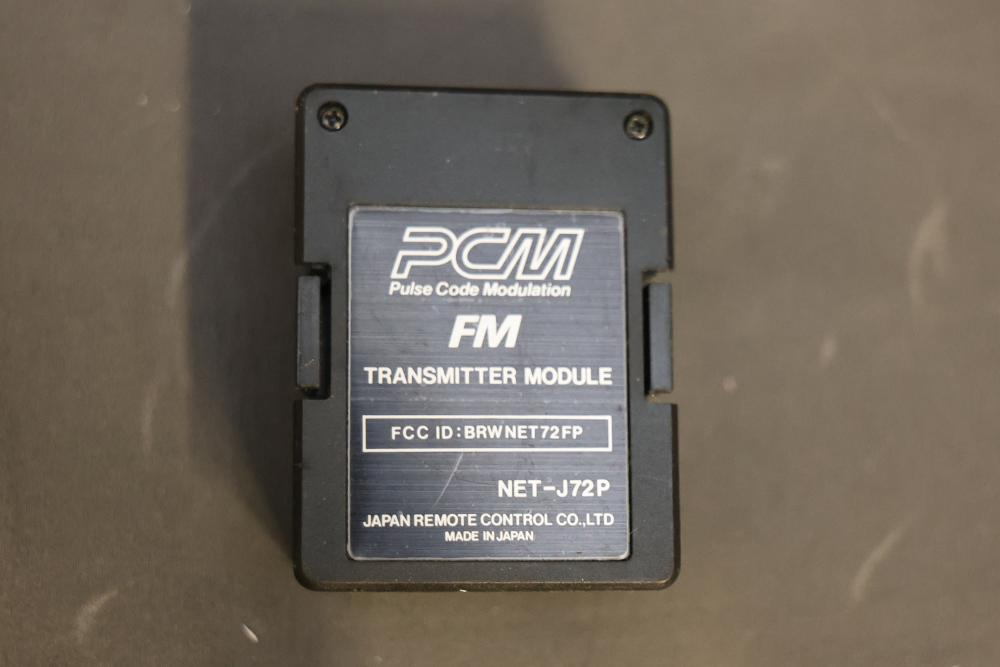 PCM
Pulse Code Modulation
FM
TRANSMITTER MODULE
FCC ID:BRWNET72FP
NET-J72P
JAPAN REMOTE CONTROL CO.,LTD
MADE IN JAPAN